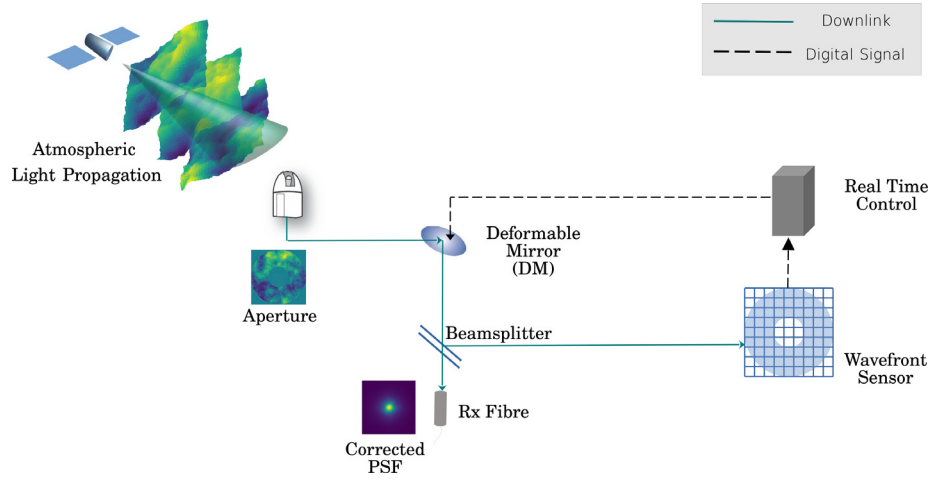 Downlink
Digital Signal
Atmospheric
Light Propagation
Real Time
Control
Deformable
Mirror
(DM)
Aperture
Beamsplitter
Wavefront
Sensor
Rx Fibre
Corrected
PSF